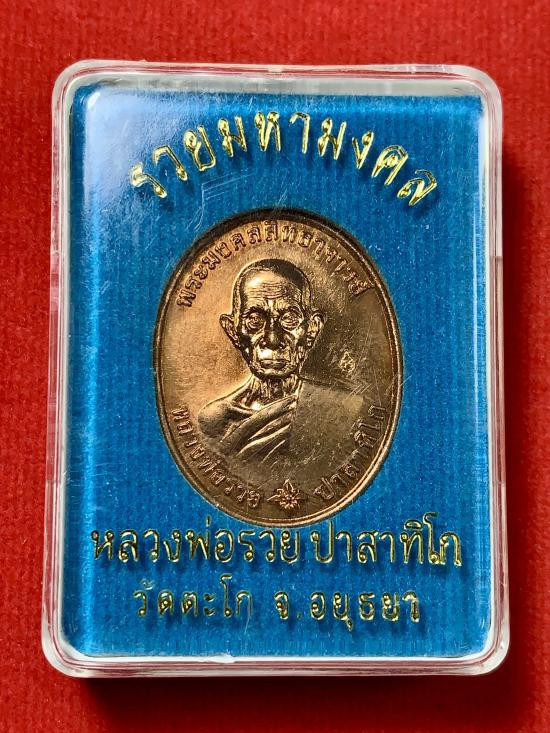 รวยมหามงคล
พระมงคลสิทธาจารย์
หลวงพ่อรวย ปาสาทิโก
หลวงพ่อรวย ปาสาทิโก
วัดตะโก จ.อยุธยา